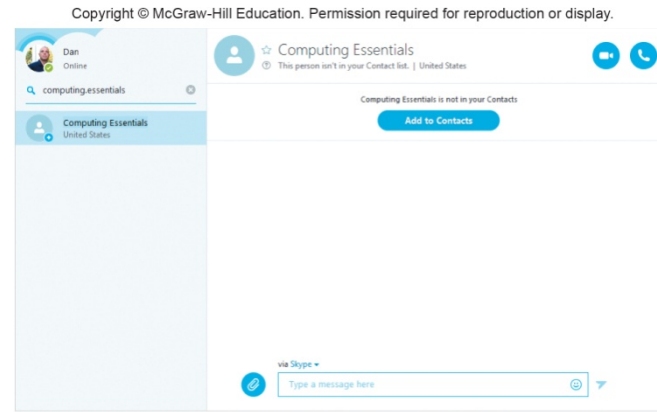 Copyright © McGraw-Hill Education. Permission required for reproduction or display.
Dan
Online
computing.essentials
Computing Essentials
United States
Computing Essentials
This person isn't in your Contact list. | United States
Computing Essentials is not in your Contacts
Add to Contacts
via Skype
Type a message here